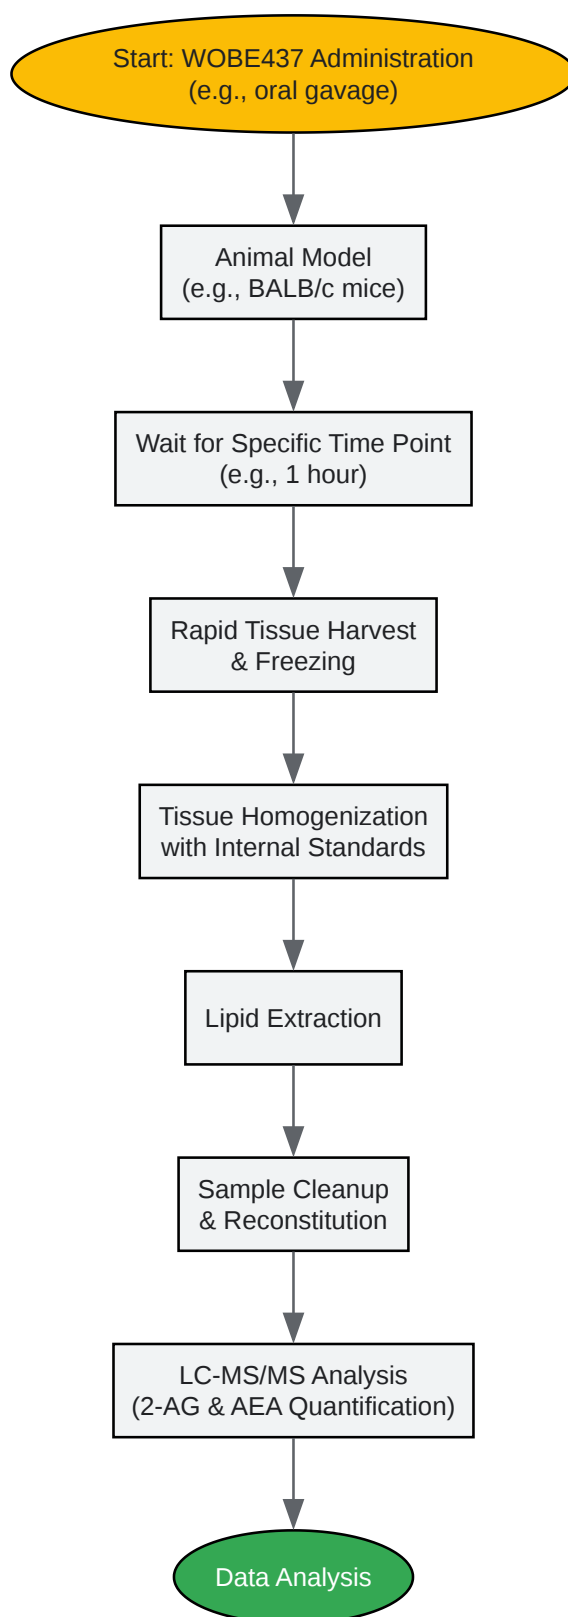 Start: WOBE437 Administration
(e.g., oral gavage)
Animal Model
(e.g., BALB/c mice)
Wait for Specific Time Point
(e.g., 1 hour)
Rapid Tissue Harvest
& Freezing
Tissue Homogenization
with Internal Standards
Lipid Extraction
Sample Cleanup
& Reconstitution
LC-MS/MS Analysis
(2-AG & AEA Quantification)
Data Analysis